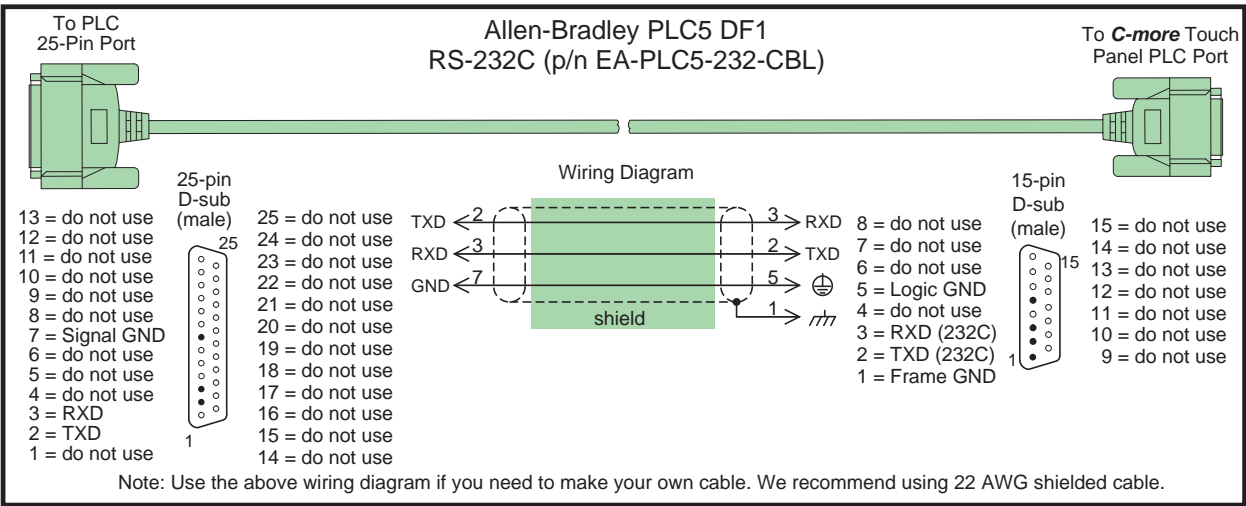 To PLC
25-Pin Port
Allen-Bradley PLC5 DF1
RS-232C (p/n EA-PLC5-232-CBL)
To C-more Touch
Panel PLC Port
25-pin
D-sub
(male)
13 = do not use
12 = do not use
11 = do not use
10 = do not use
9 = do not use
8 = do not use
7 = Signal GND
6 = do not use
5 = do not use
4 = do not use
3 = RXD
2 = TXD
1 = do not use
25
1
25 = do not use
24 = do not use
23 = do not use
22 = do not use
21 = do not use
20 = do not use
19 = do not use
18 = do not use
17 = do not use
16 = do not use
15 = do not use
14 = do not use
Wiring Diagram
TXD 2 3 RXD
RXD 3 2 TXD
GND 7 5
shield 1
15-pin
D-sub
(male)
8 = do not use
7 = do not use
6 = do not use
5 = Logic GND
4 = do not use
3 = RXD (232C)
2 = TXD (232C)
1 = Frame GND
15
1
15 = do not use
14 = do not use
13 = do not use
12 = do not use
11 = do not use
10 = do not use
9 = do not use
Note: Use the above wiring diagram if you need to make your own cable. We recommend using 22 AWG shielded cable.